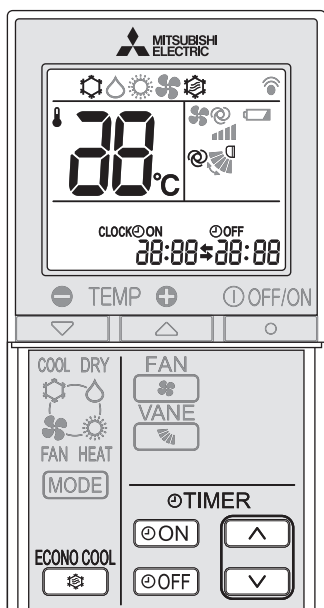 MITSUBISHI
ELECTRIC
88°C
CLOCK ON OFF
88:88 88:88
TEMP OFF/ON
COOL DRY
FAN HEAT
MODE
FAN
VANE
TIMER
ON
OFF
ECONO COOL